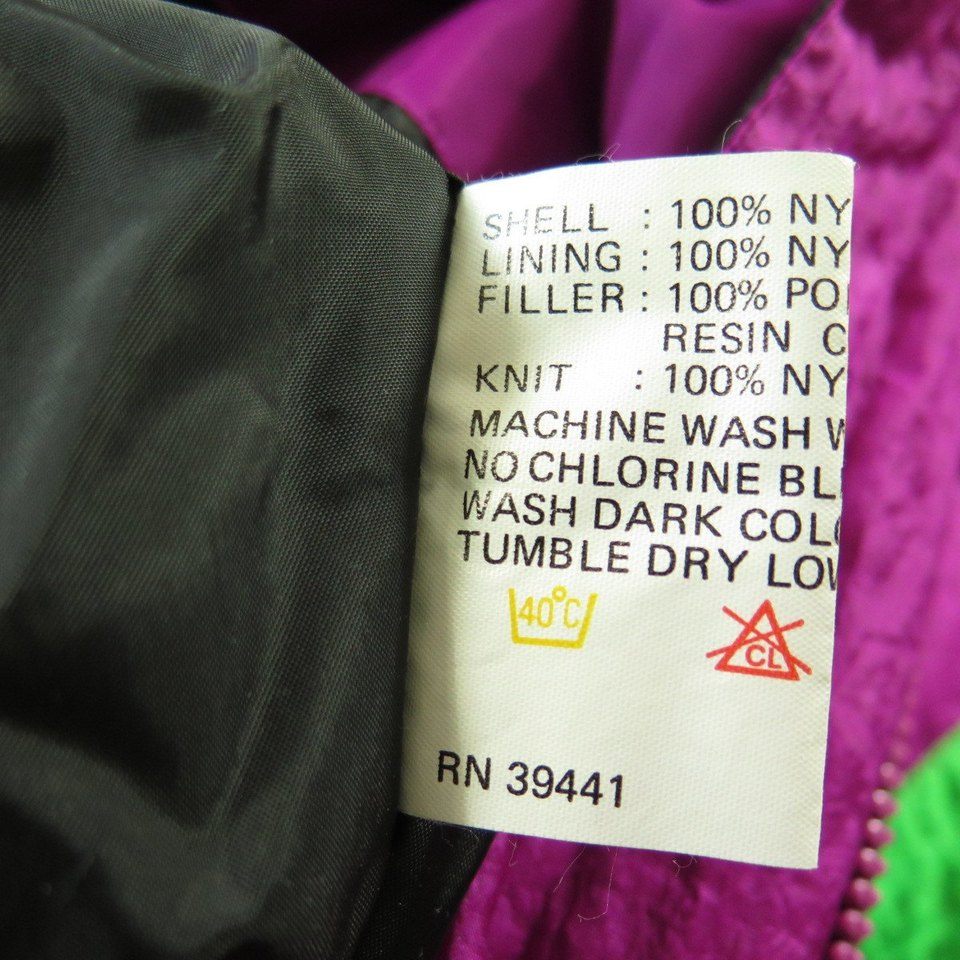 SHELL : 100% NY
LINING : 100% NY
FILLER : 100% PO
RESIN C
KNIT : 100% NY
MACHINE WASH W
NO CHLORINE BL
WASH DARK COL
TUMBLE DRY LOW
40°C
CL
RN 39441